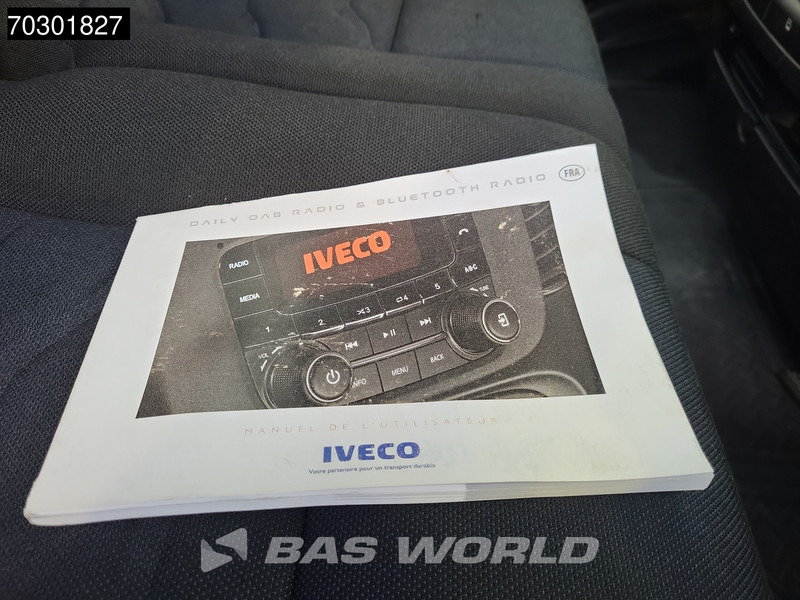 70301827
DAILY DAB RADIO & BLUETOOTH RADIO
FRA
IVECO
RADIO
MEDIA
ABC
1 2 3 4 5
TUNE
VOL
INFO MENU BACK
MANUEL DE L'UTILISATEUR
IVECO
Votre partenaire pour un transport durable
BAS WORLD